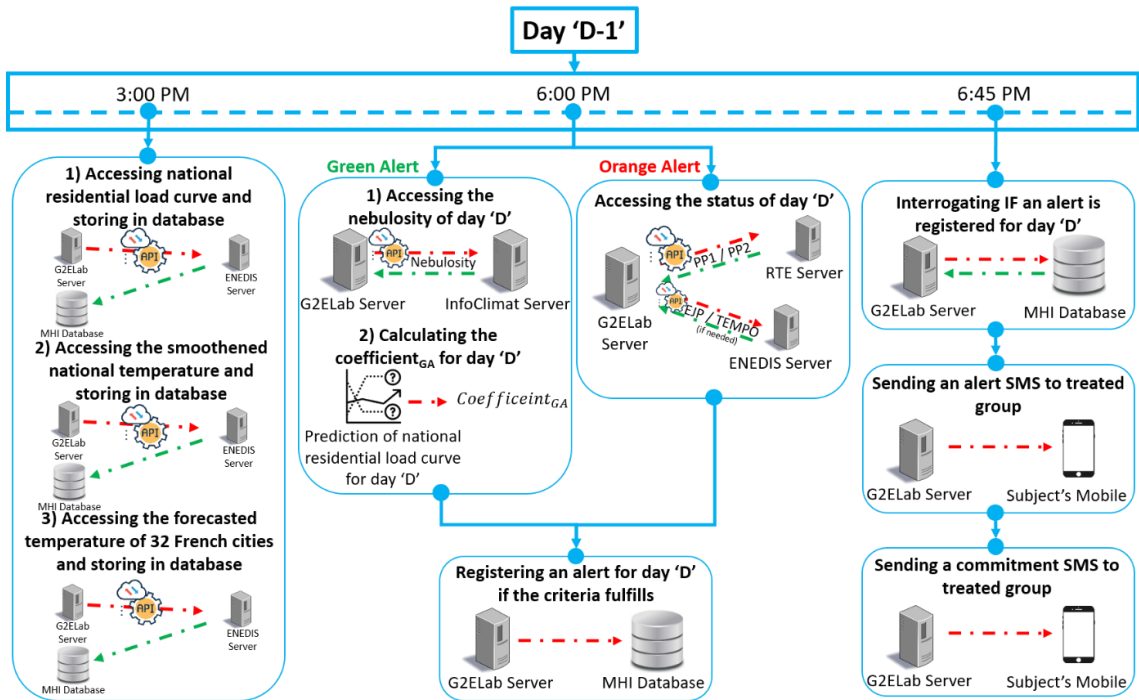 Day ‘D-1’
3:00 PM
6:00 PM
6:45 PM
1) Accessing national
residential load curve and
storing in database
API
G2ELab
Server
ENEDIS
Server
MHI Database
2) Accessing the smoothened
national temperature and
storing in database
API
G2ELab
Server
ENEDIS
Server
MHI Database
3) Accessing the forecasted
temperature of 32 French cities
and storing in database
API
G2ELab
Server
ENEDIS
Server
MHI Database
Green Alert
1) Accessing the
nebulosity of day ‘D’
API
Nebulosity
G2ELab Server
InfoClimat Server
2) Calculating the
coefficientGA for day ‘D’
? 
?
CoefficeintGA
Prediction of national
residential load curve
for day ‘D’
Orange Alert
Accessing the status of day ‘D’
API
PP1 / PP2
RTE Server
API
EJP / TEMPO
(if needed)
G2ELab
Server
ENEDIS Server
Registering an alert for day ‘D’
if the criteria fulfills
G2ELab Server
MHI Database
Interrogating IF an alert is
registered for day ‘D’
G2ELab Server
MHI Database
Sending an alert SMS to treated
group
G2ELab Server
Subject’s Mobile
Sending a commitment SMS to
treated group
G2ELab Server
Subject’s Mobile